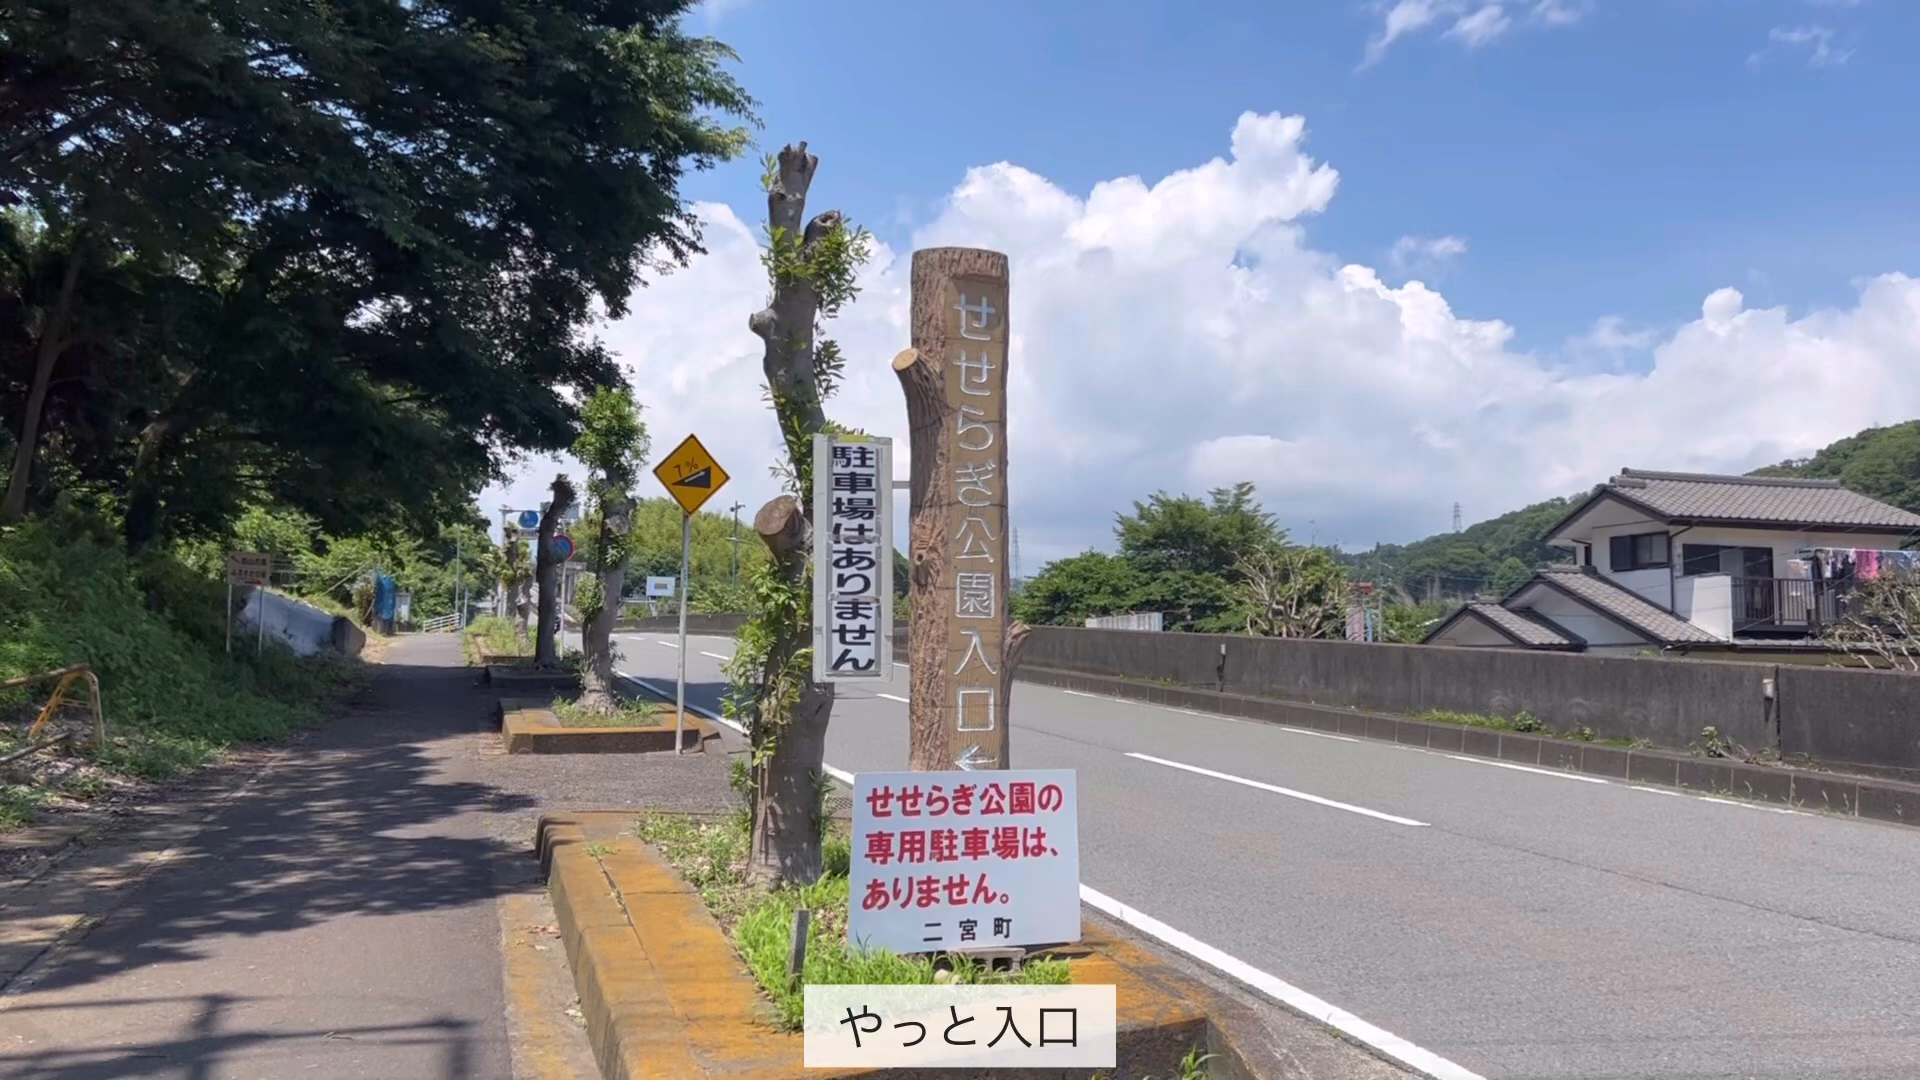 せせらぎ公園入口
←
駐車場はありません
7%
せせらぎ公園の
専用駐車場は、
ありません。
二宮町
やっと入口